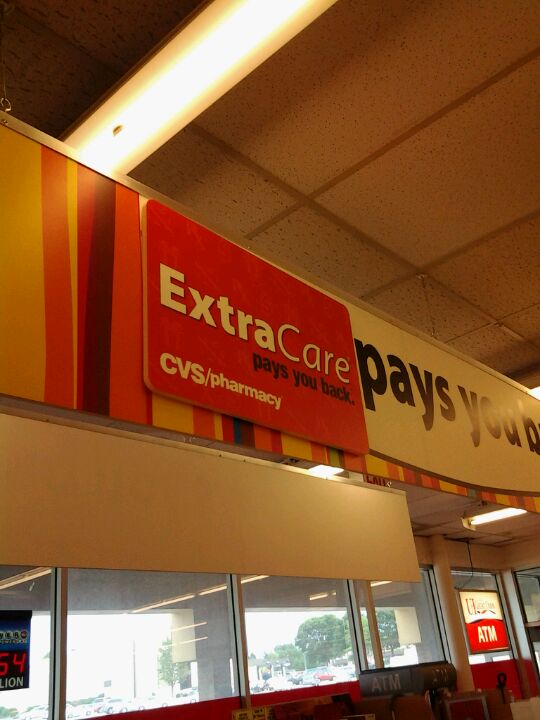 ExtraCare
pays you back.
CVS/pharmacy
pays you b
ATM
ATM
54
LION